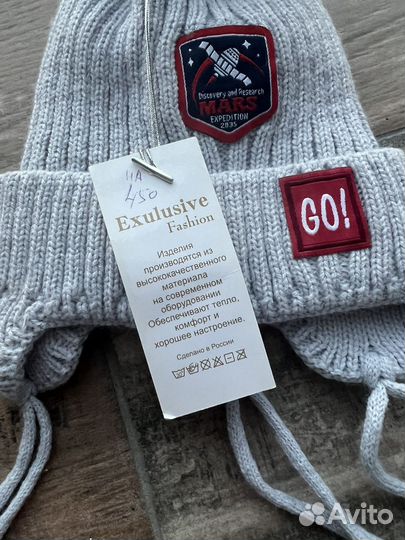 Discovery and Research
MARS
EXPEDITION
2035
GO!
450
Exulusive
Fashion
Изделия
производятся из
высококачественного
материала
на современном
оборудовании
Обеспечивают тепло,
комфорт и
хорошее настроение.
Сделано в России
Avito